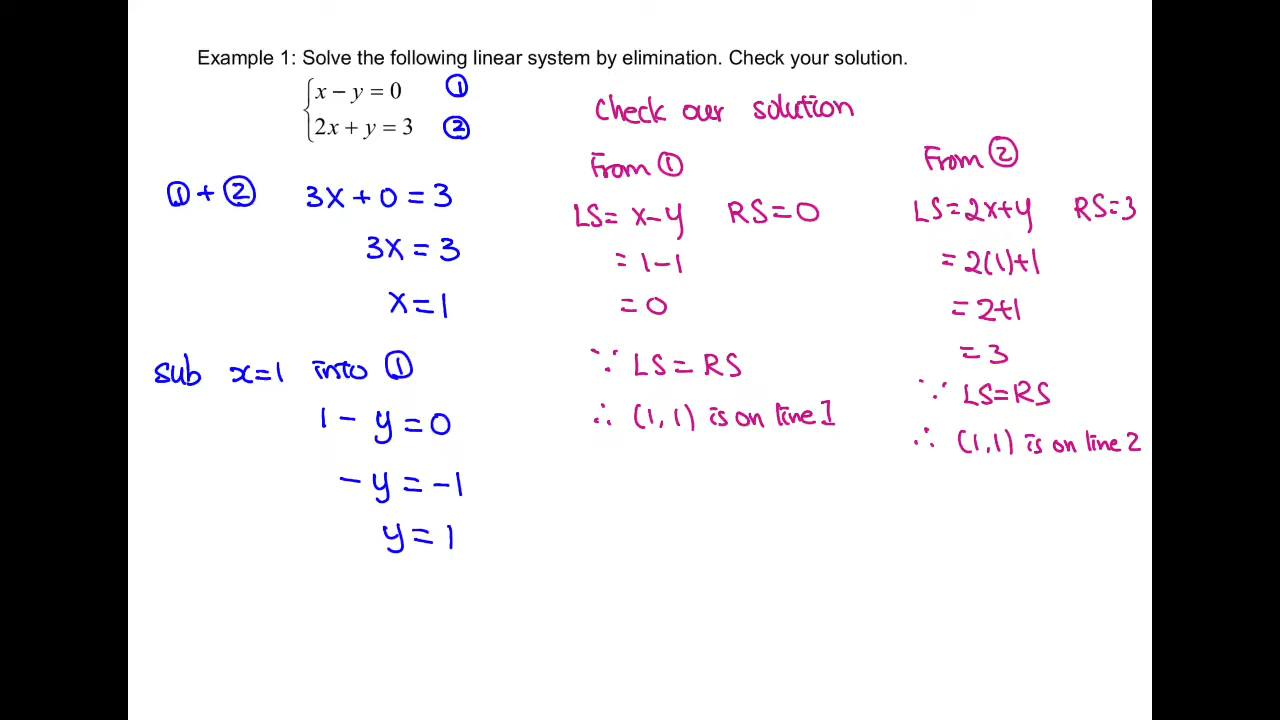 Example 1: Solve the following linear system by elimination. Check your solution.
x − y = 0 ①
2x + y = 3 ②
① + ② 3x + 0 = 3
3x = 3
x = 1
sub x=1 into ①
1 − y = 0
− y = −1
y = 1
Check our solution
From ①
LS = x − y RS = 0
= 1 − 1
= 0
∵ LS = RS
∴ (1, 1) is on line 1
From ②
LS = 2x + y RS = 3
= 2(1) + 1
= 2 + 1
= 3
∵ LS = RS
∴ (1, 1) is on line 2